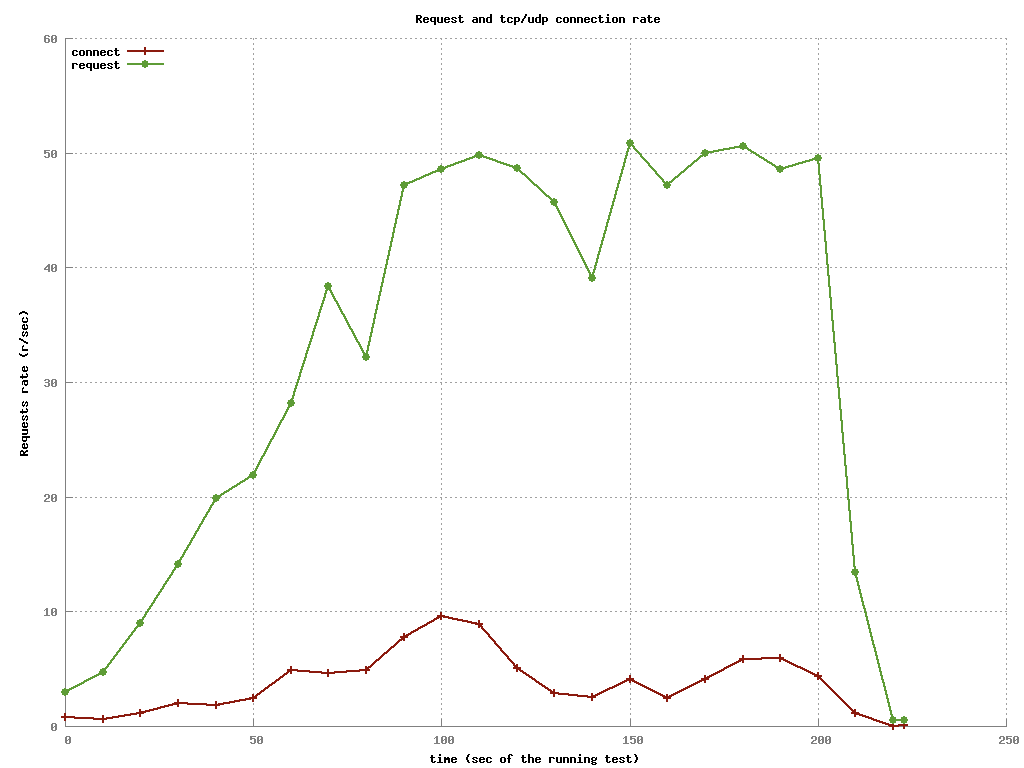 Request and tcp/udp connection rate
60
connect
request
50
40
30
20
10
0
Requests rate (r/sec)
0 50 100 150 200 250
time (sec of the running test)